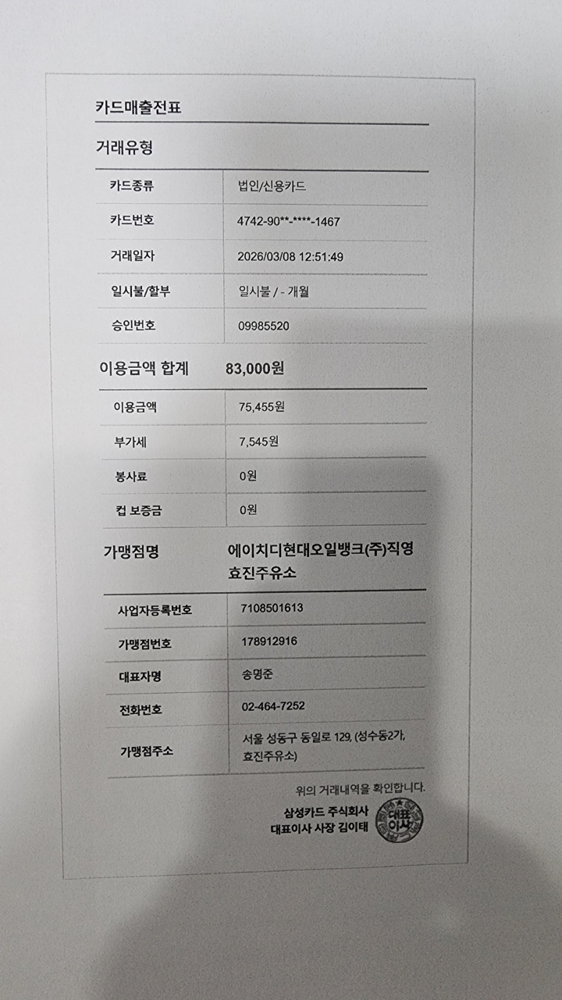 카드매출전표
거래유형
카드종류 법인/신용카드
카드번호 4742-90**-****-1467
거래일자 2026/03/08 12:51:49
일시불/할부 일시불 / - 개월
승인번호 09985520
이용금액 합계 83,000원
이용금액 75,455원
부가세 7,545원
봉사료 0원
컵 보증금 0원
가맹점명 에이치디현대오일뱅크(주)직영
효진주유소
사업자등록번호 7108501613
가맹점번호 178912916
대표자명 송명준
전화번호 02-464-7252
가맹점주소 서울 성동구 동일로 129, (성수동2가,
효진주유소)
위의 거래내역을 확인합니다.
삼성카드 주식회사
대표이사 사장 김이태
대표
이사